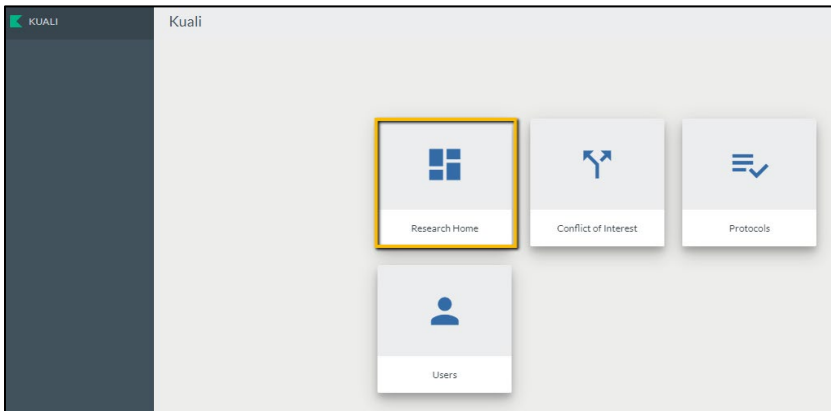 KUALI
Kuali
Research Home
Conflict of Interest
Protocols
Users